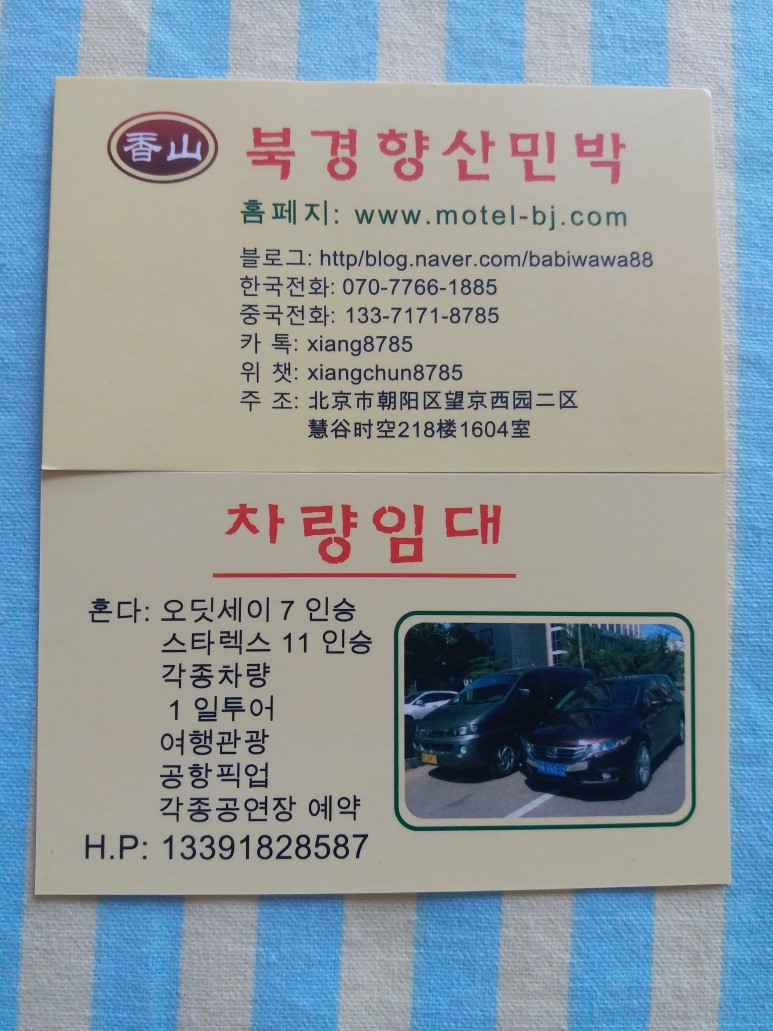 香山
북경향산민박
홈페지: www.motel-bj.com
블로그: http/blog.naver.com/babiwawa88
한국전화: 070-7766-1885
중국전화: 133-7171-8785
카 톡: xiang8785
위 챗: xiangchun8785
주 조: 北京市朝阳区望京西园二区
慧谷时空218楼1604室
차량임대
혼다: 오딧세이 7 인승
스타렉스 11 인승
각종차량
1 일투어
여행관광
공항픽업
각종공연장 예약
H.P: 13391828587